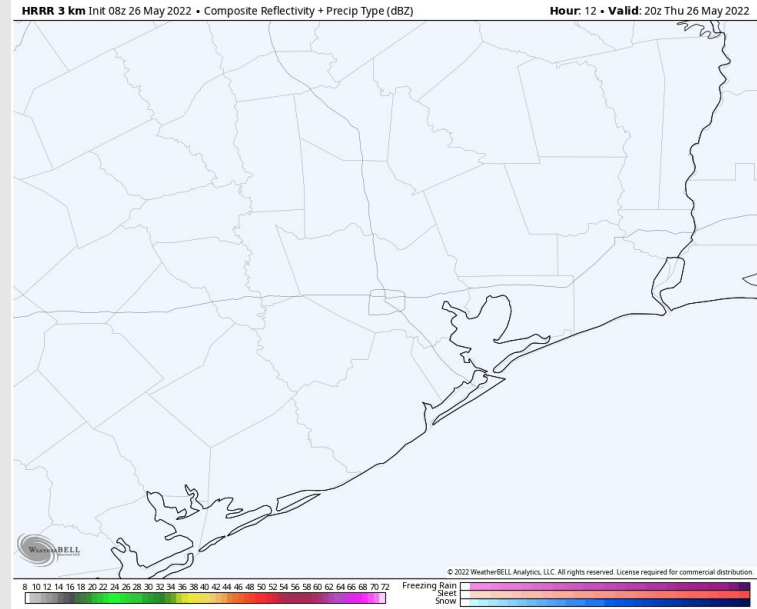 HRRR 3 km Init 08z 26 May 2022 • Composite Reflectivity + Precip Type (dBZ) Hour: 12 • Valid: 20z Thu 26 May 2022
WEATHERBELL
© 2022 WeatherBELL Analytics, LLC. All rights reserved. License required for commercial distribution.
8 10 12 14 16 18 20 22 24 26 28 30 32 34 36 38 40 42 44 46 48 50 52 54 56 58 60 62 64 66 68 70 72
Freezing Rain
Sleet
Snow